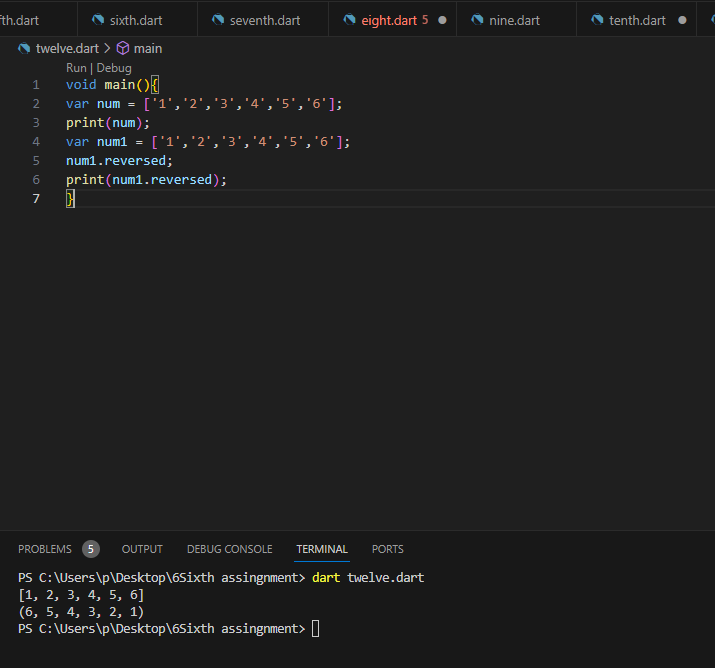 fth.dart sixth.dart seventh.dart eight.dart 5 nine.dart tenth.dart
twelve.dart > main
Run | Debug
1 void main(){
2 var num = ['1','2','3','4','5','6'];
3 print(num);
4 var num1 = ['1','2','3','4','5','6'];
5 num1.reversed;
6 print(num1.reversed);
7 }
PROBLEMS 5 OUTPUT DEBUG CONSOLE TERMINAL PORTS
PS C:\Users\p\Desktop\6Sixth assingnment> dart twelve.dart
[1, 2, 3, 4, 5, 6]
(6, 5, 4, 3, 2, 1)
PS C:\Users\p\Desktop\6Sixth assingnment>